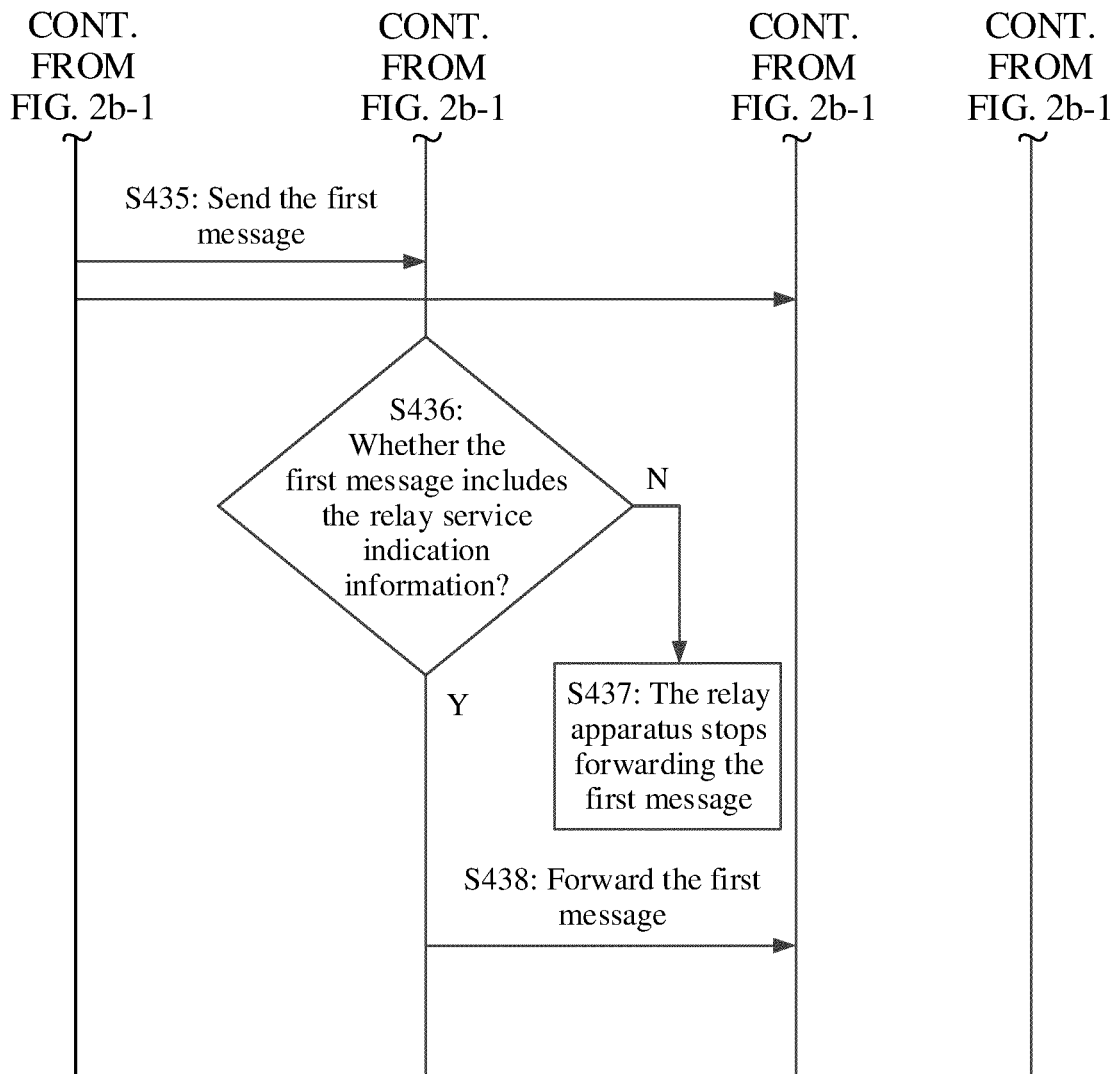 CONT.
FROM
FIG. 2b-1
CONT.
FROM
FIG. 2b-1
CONT.
FROM
FIG. 2b-1
CONT.
FROM
FIG. 2b-1
S435: Send the first
message
S436:
Whether the
first message includes
the relay service
indication
information?
N
Y
S437: The relay
apparatus stops
forwarding the
first message
S438: Forward the first
message